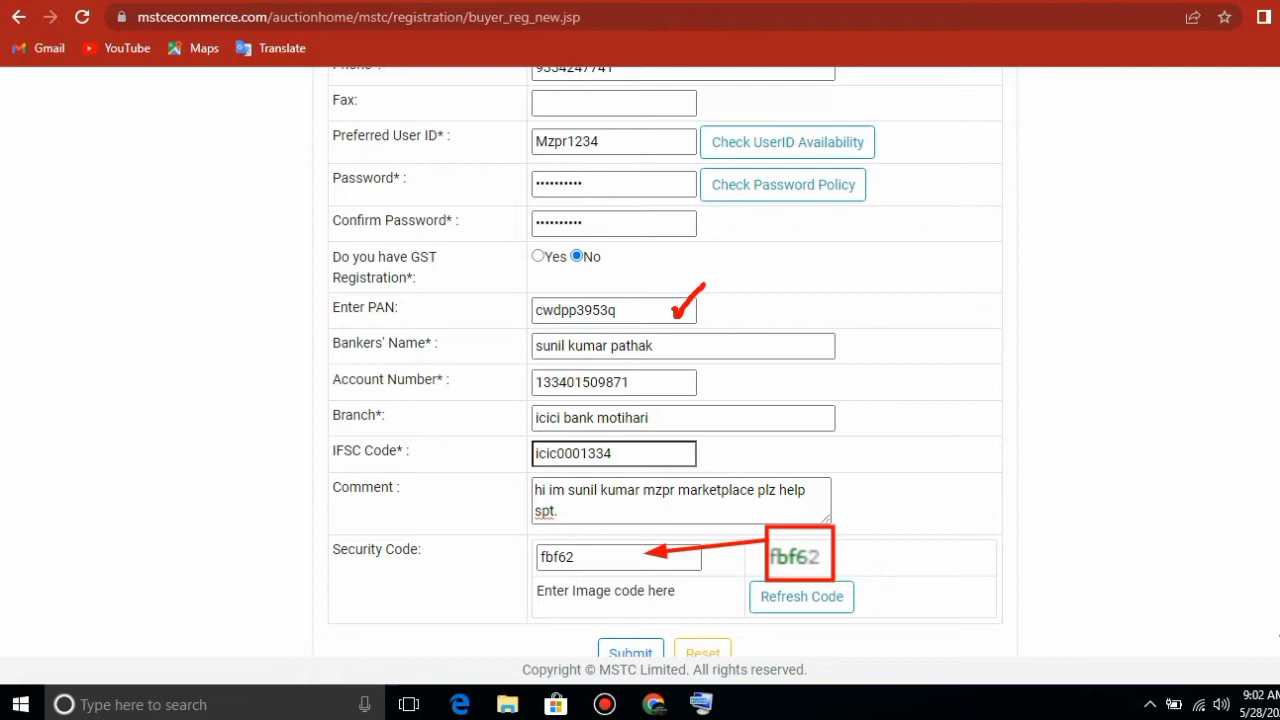 mstcecommerce.com/auctionhome/mstc/registration/buyer_reg_new.jsp
Gmail YouTube Maps Translate
Fax:
Preferred User ID* : Mzpr1234 Check UserID Availability
Password* : •••••••••• Check Password Policy
Confirm Password* : ••••••••••
Do you have GST Yes No
Registration*:
Enter PAN: cwdpp3953q
Bankers' Name* : sunil kumar pathak
Account Number* : 133401509871
Branch*: icici bank motihari
IFSC Code* : icic0001334
Comment : hi im sunil kumar mzpr marketplace plz help
spt.
Security Code: fbf62 fbf62
Enter Image code here Refresh Code
Submit Reset
Copyright © MSTC Limited. All rights reserved.
Type here to search 9:02 AM
5/28/20